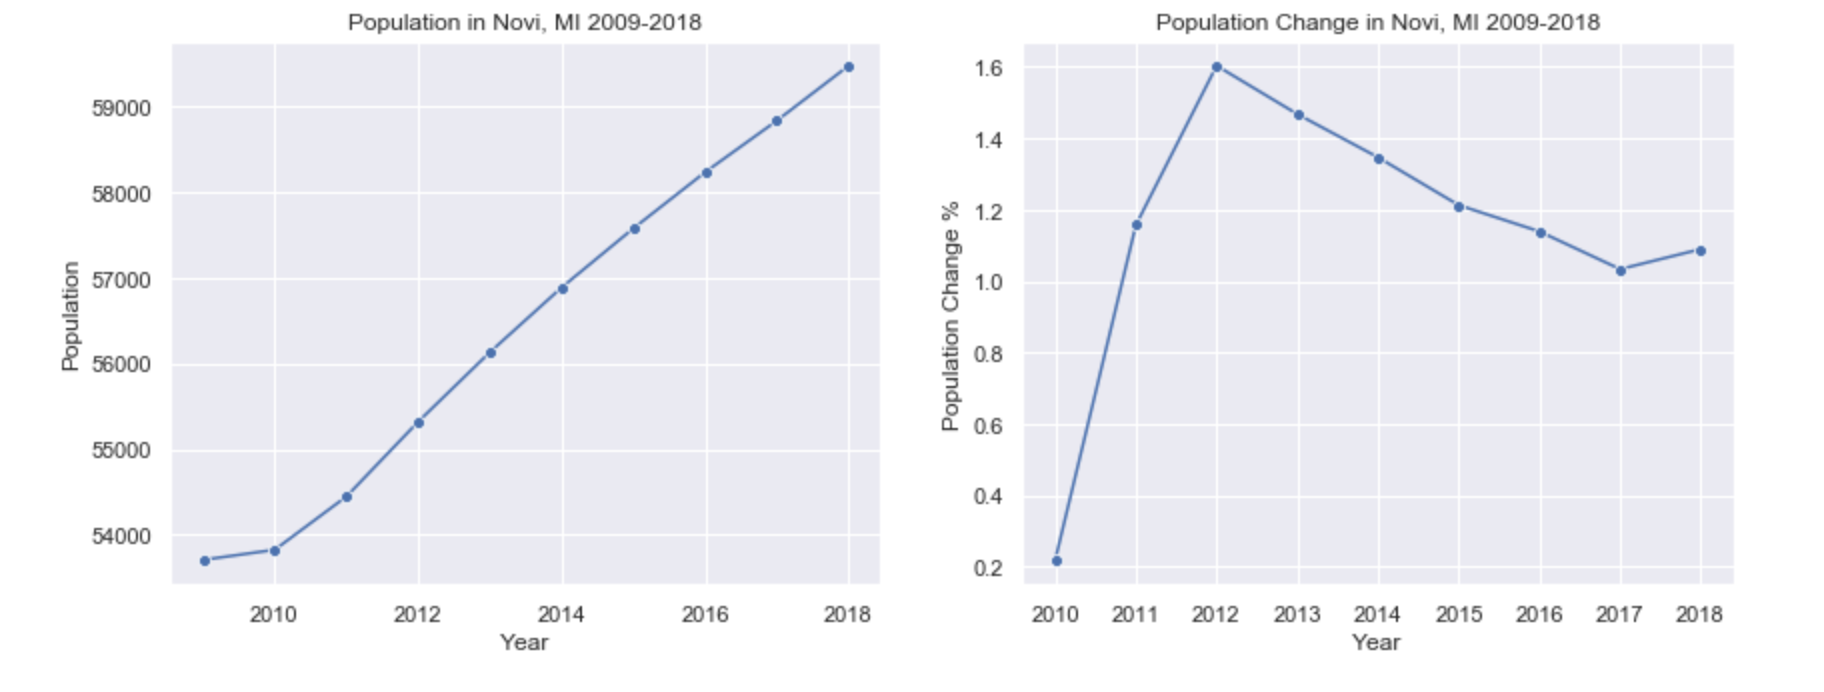 Population in Novi, MI 2009-2018
Population
59000
58000
57000
56000
55000
54000
2010 2012 2014 2016 2018
Year
Population Change in Novi, MI 2009-2018
Population Change %
1.6
1.4
1.2
1.0
0.8
0.6
0.4
0.2
2010 2011 2012 2013 2014 2015 2016 2017 2018
Year